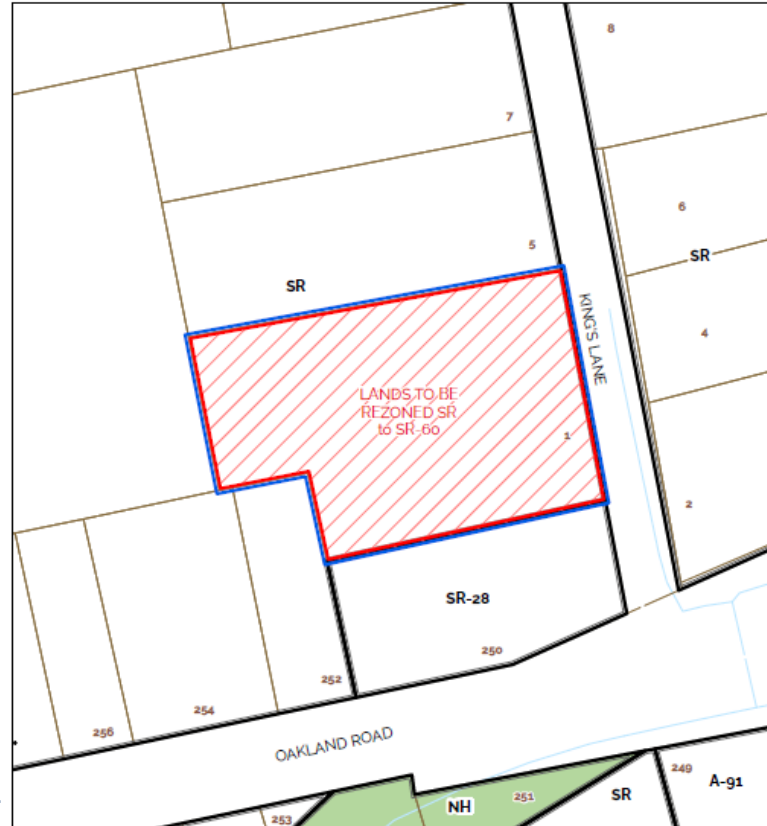 8
7
6
5
SR
SR
KING'S LANE
4
LANDS TO BE
REZONED SR
to SR-60
1
2
SR-28
250
252
254
256
OAKLAND ROAD
249
A-91
251
NH
SR
253